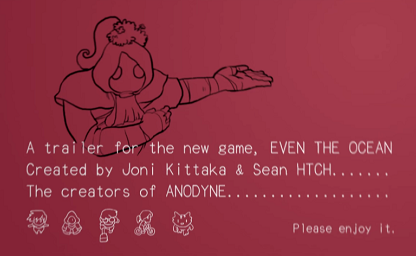 A trailer for the new game, EVEN THE OCEAN
Created by Joni Kittaka & Sean HTCH.......
The creators of ANODYNE...................
Please enjoy it.